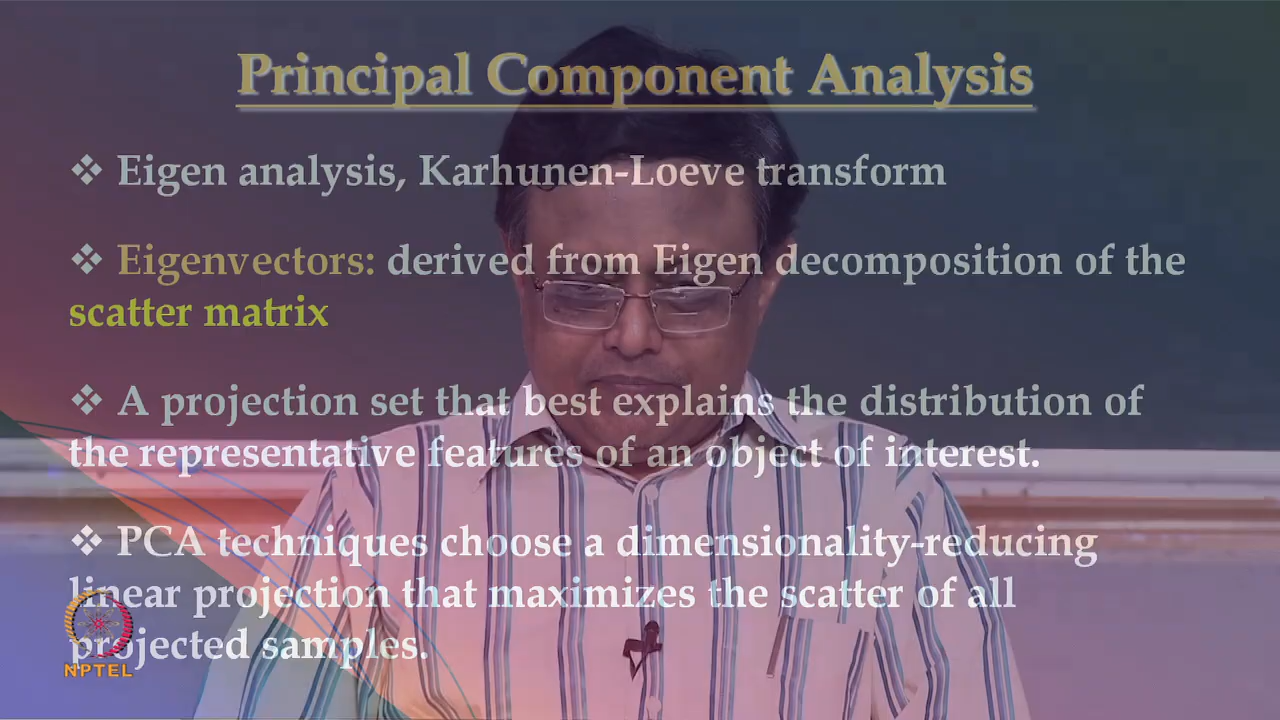 Principal Component Analysis
❖ Eigen analysis, Karhunen-Loeve transform
❖ Eigenvectors: derived from Eigen decomposition of the
scatter matrix
❖ A projection set that best explains the distribution of
the representative features of an object of interest.
❖ PCA techniques choose a dimensionality-reducing
linear projection that maximizes the scatter of all
projected samples.
NPTEL